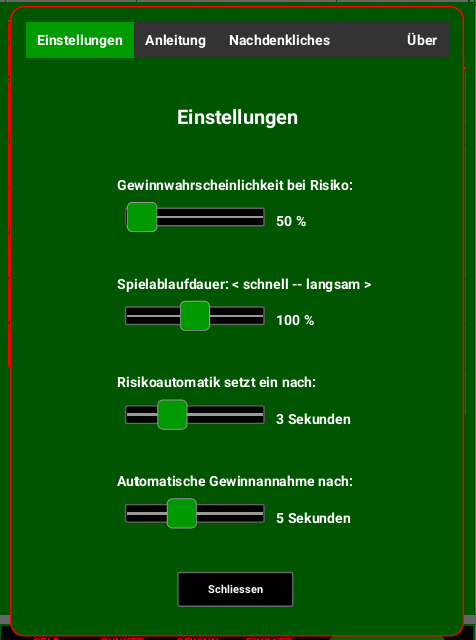 Einstellungen Anleitung Nachdenkliches Über
Einstellungen
Gewinnwahrscheinlichkeit bei Risiko:
50 %
Spielablaufdauer: < schnell -- langsam >
100 %
Risikoautomatik setzt ein nach:
3 Sekunden
Automatische Gewinnannahme nach:
5 Sekunden
Schliessen